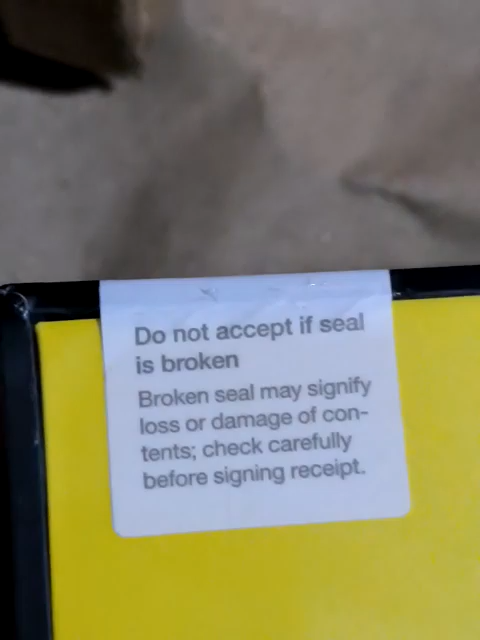 Do not accept if seal
is broken
Broken seal may signify
loss or damage of con-
tents; check carefully
before signing receipt.